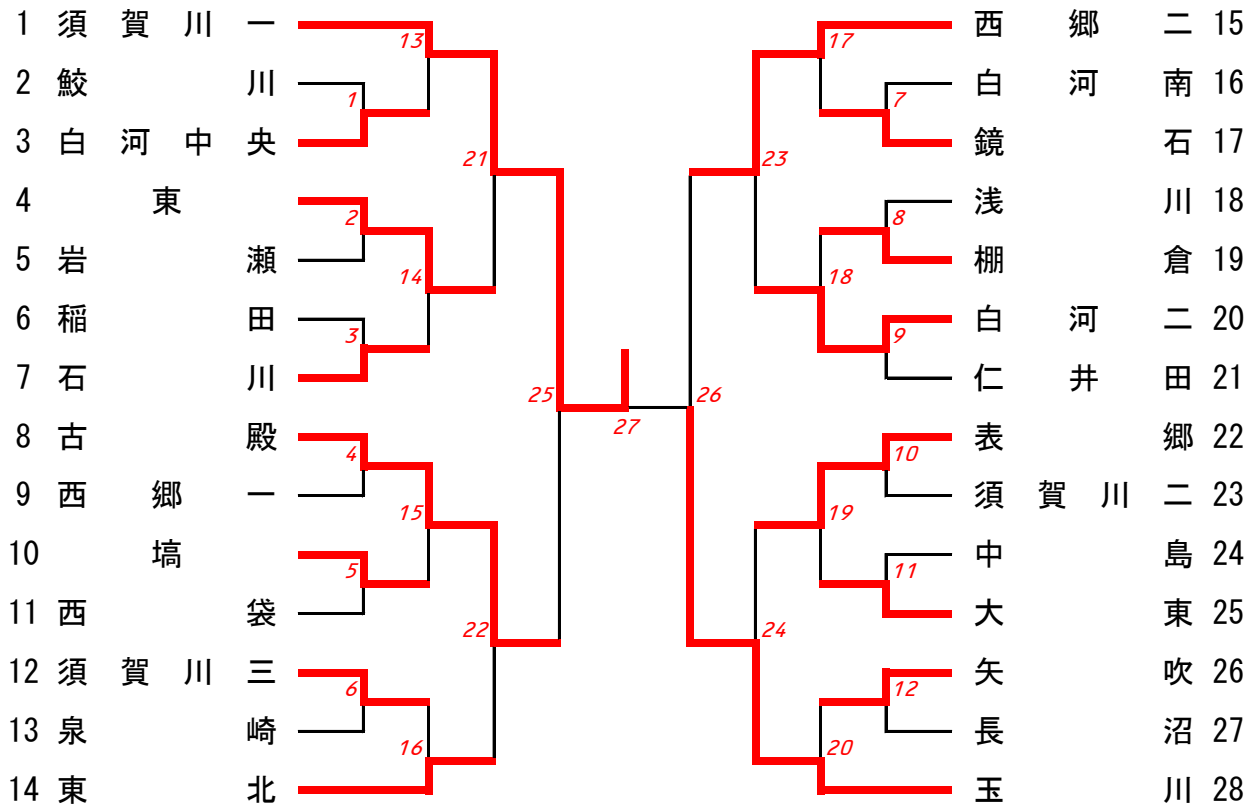 1 須賀川一
13
17
西郷二 15
2 鮫川
1
7
白河南 16
3 白河中央
21
23
鏡石 17
4 東
2
8
浅川 18
5 岩瀬
14
18
棚倉 19
6 稲田
3
9
白河二 20
7 石川
25
27
26
仁井田 21
8 古殿
4
10
表郷 22
9 西郷一
15
19
須賀川二 23
10 塙
5
11
中島 24
11 西袋
22
24
大東 25
12 須賀川三
6
12
矢吹 26
13 泉崎
16
20
長沼 27
14 東北
玉川 28